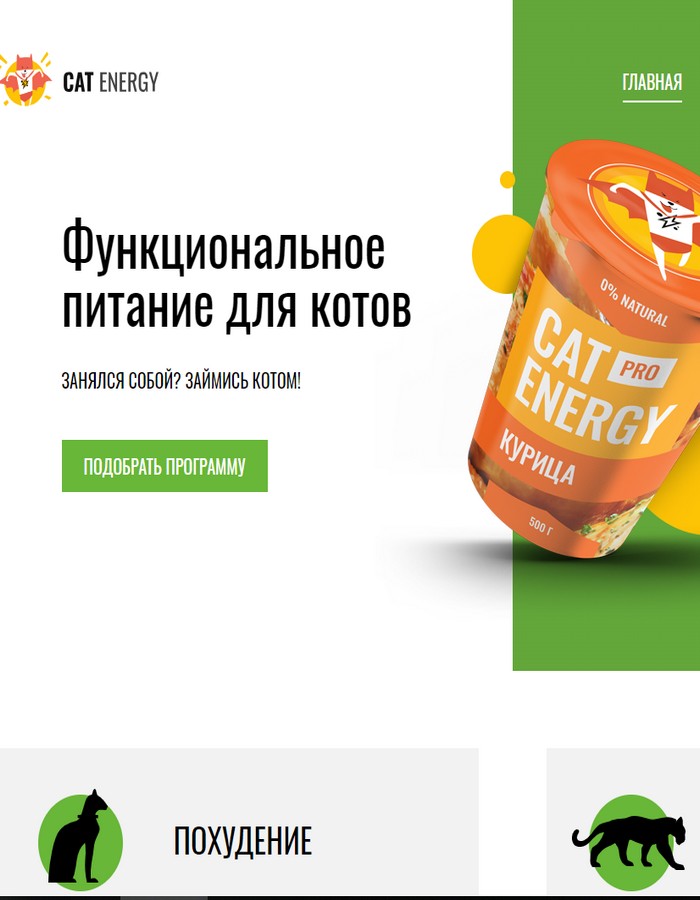 CAT ENERGY
ГЛАВНАЯ
Функциональное
питание для котов
ЗАНЯЛСЯ СОБОЙ? ЗАЙМИСЬ КОТОМ!
ПОДОБРАТЬ ПРОГРАММУ
0% NATURAL
CAT PRO
ENERGY
КУРИЦА
500 Г
ПОХУДЕНИЕ